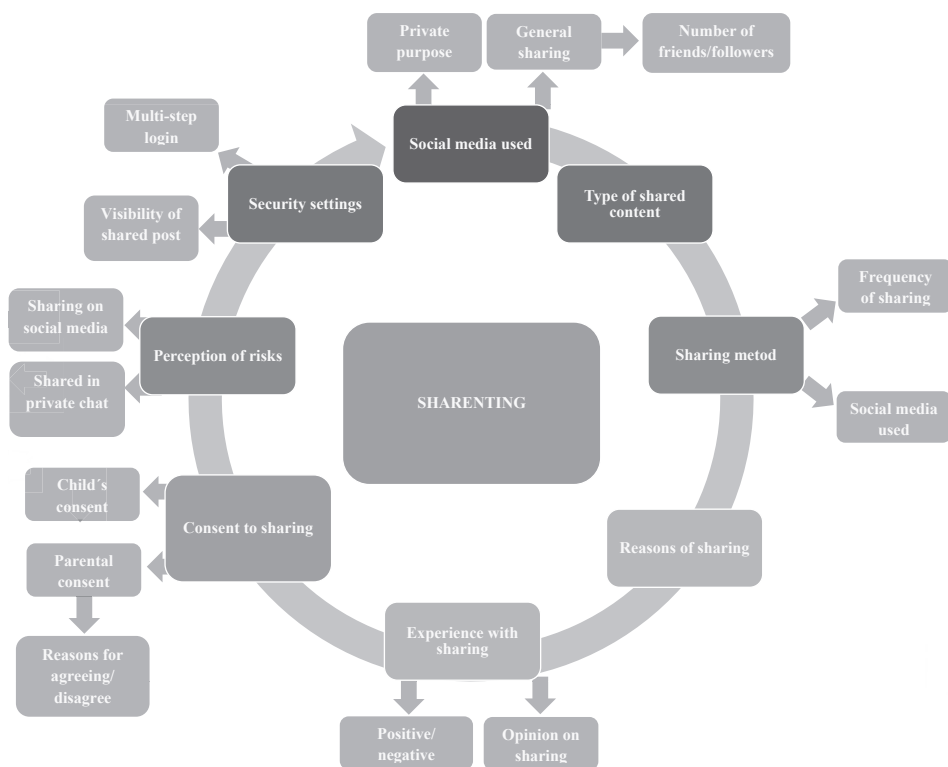 Private
purpose
General
sharing
Number of
friends/followers
Social media used
Multi-step
login
Security settings
Type of shared
content
Visibility of
shared post
Frequency
of sharing
Sharing on
social media
Perception of risks
Sharing metod
Shared in
private chat
SHARENTING
Social media
used
Child´s
consent
Consent to sharing
Reasons of sharing
Parental
consent
Experience with
sharing
Reasons for
agreeing/
disagree
Positive/
negative
Opinion on
sharing